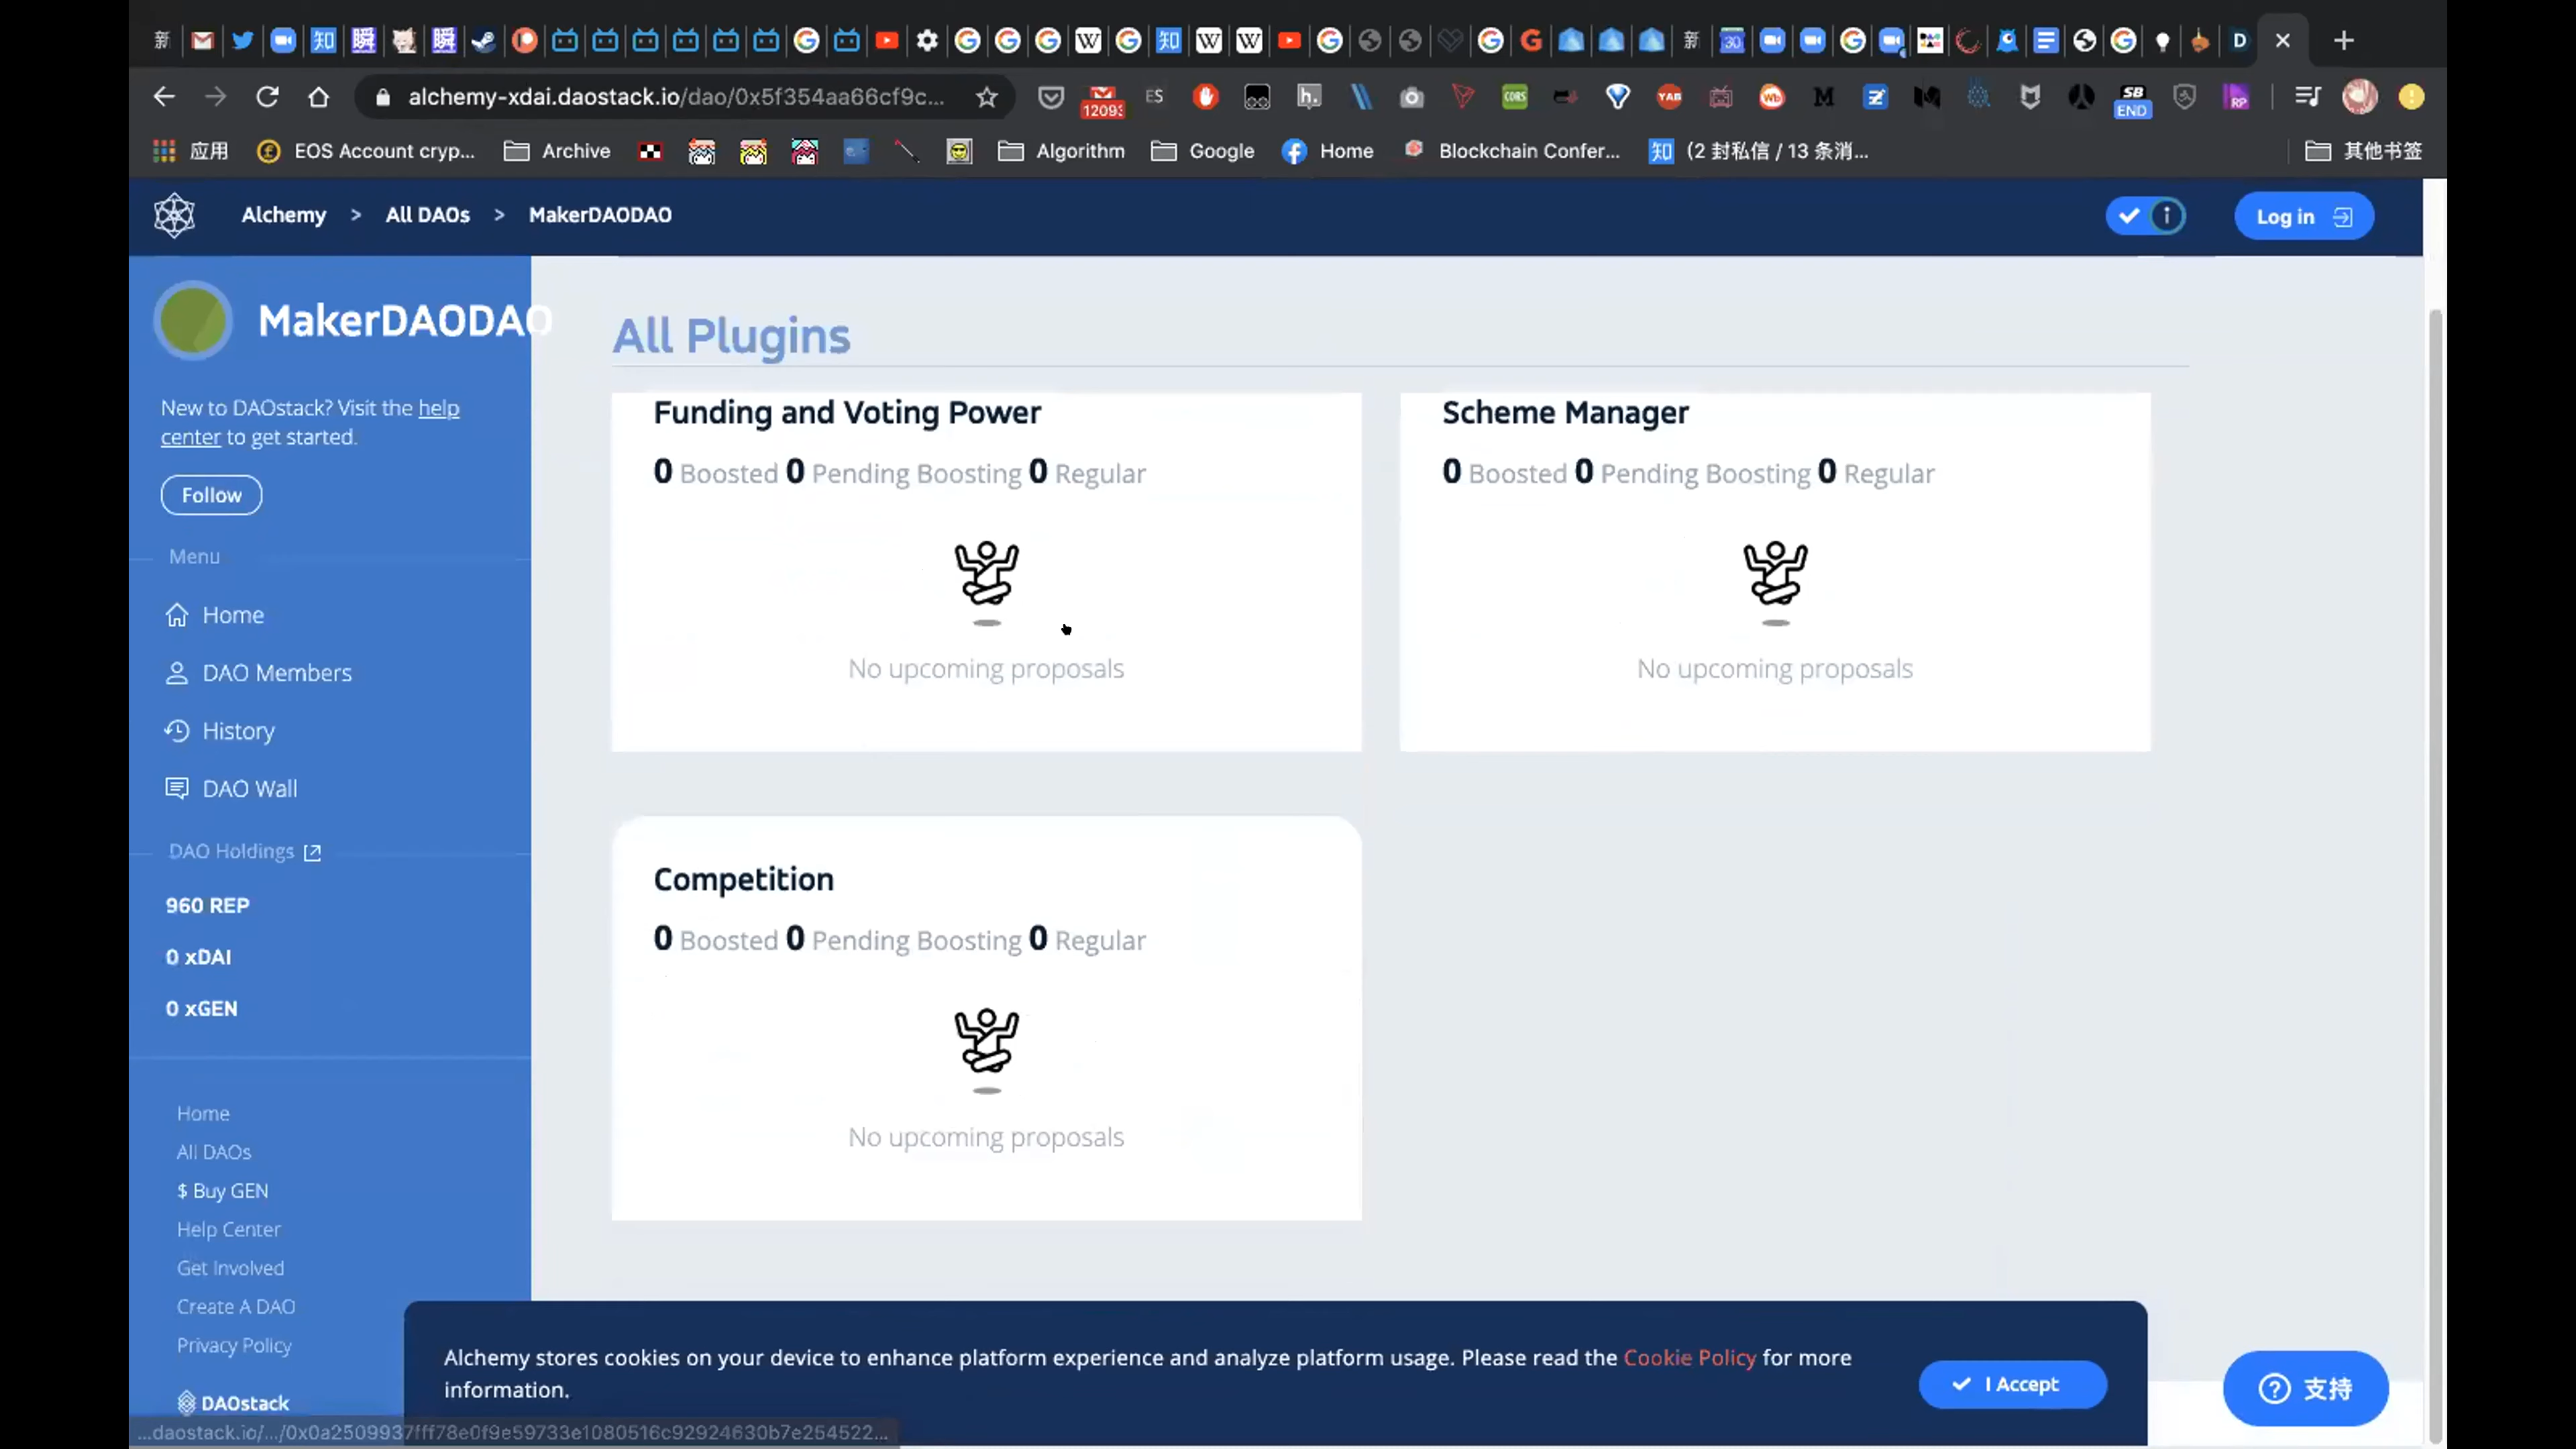 alchemy-xdai.daostack.io/dao/0x5f354aa66cf9c...
12093
ES
h.
CORS
YAB
Wb
M
SB
END
RP
应用
EOS Account cryp...
Archive
Algorithm
Google
Home
Blockchain Confer...
知
(2 封私信 / 13 条消...
其他书签
Alchemy > All DAOs > MakerDAODAO
Log in
MakerDAODAO
New to DAOstack? Visit the help
center to get started.
Follow
Menu
Home
DAO Members
History
DAO Wall
DAO Holdings
960 REP
0 xDAI
0 xGEN
Home
All DAOs
$ Buy GEN
Help Center
Get Involved
Create A DAO
Privacy Policy
DAOstack
All Plugins
Funding and Voting Power
0 Boosted 0 Pending Boosting 0 Regular
No upcoming proposals
Scheme Manager
0 Boosted 0 Pending Boosting 0 Regular
No upcoming proposals
Competition
0 Boosted 0 Pending Boosting 0 Regular
No upcoming proposals
Alchemy stores cookies on your device to enhance platform experience and analyze platform usage. Please read the Cookie Policy for more
information.
I Accept
支持
...daostack.io/.../0x0a2509937fff78e0f9e59733e1080516c92924630b7e254522...